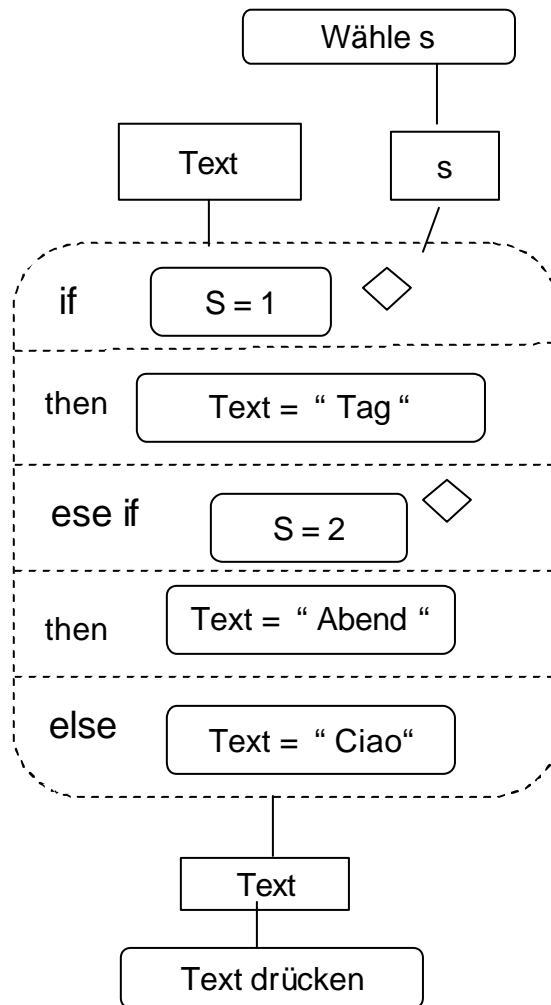 Wähle s
Text
s
if
S = 1
then
Text = “ Tag “
ese if
S = 2
then
Text = “ Abend “
else
Text = “ Ciao“
Text
Text drücken